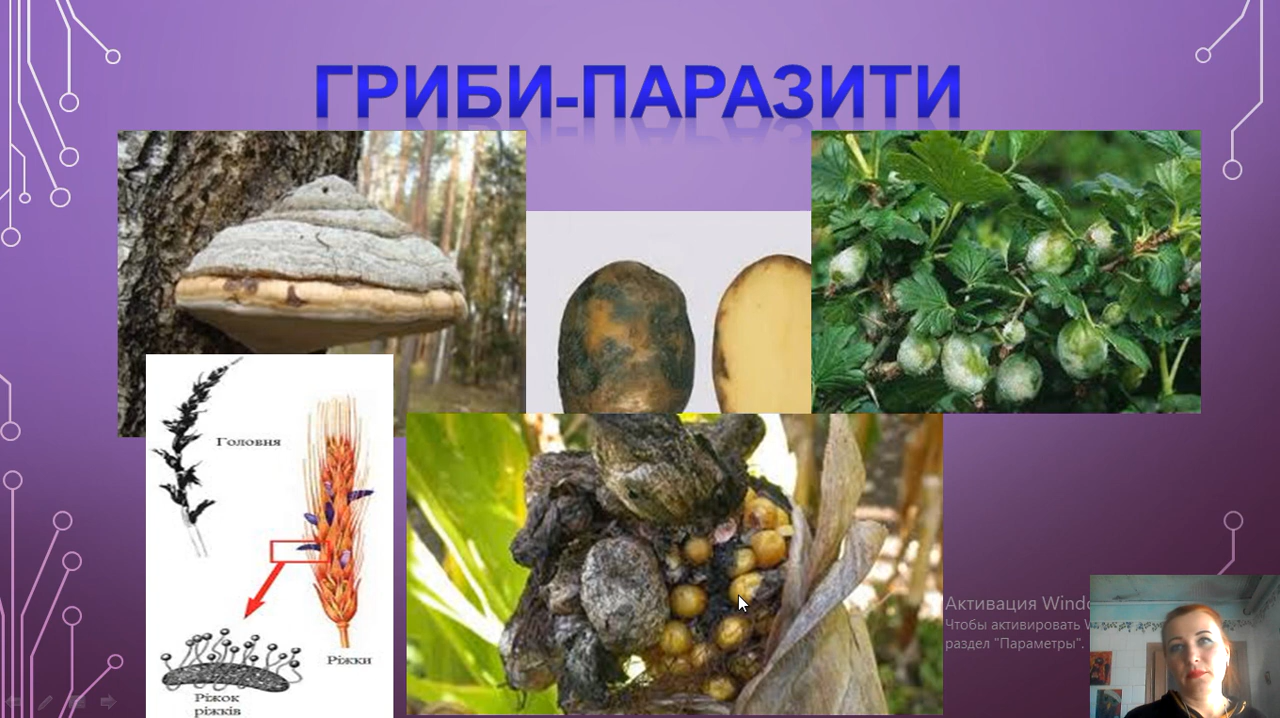 ГРИБИ-ПАРАЗИТИ
Головня
Ріжки
Ріжок
ріжків
Активация Windo
Чтобы активировать W
раздел "Параметры".